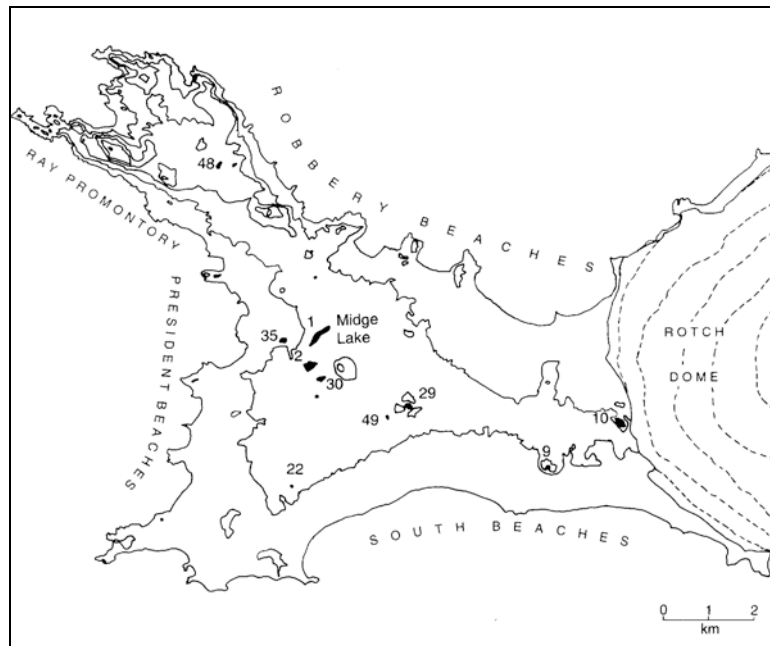 ROBBERY BEACHES
48
RAY PROMONTORY
PRESIDENT BEACHES
1
Midge
Lake
35
2
30
29
49
ROTCH
DOME
10
9
22
SOUTH BEACHES
0 1 2
km